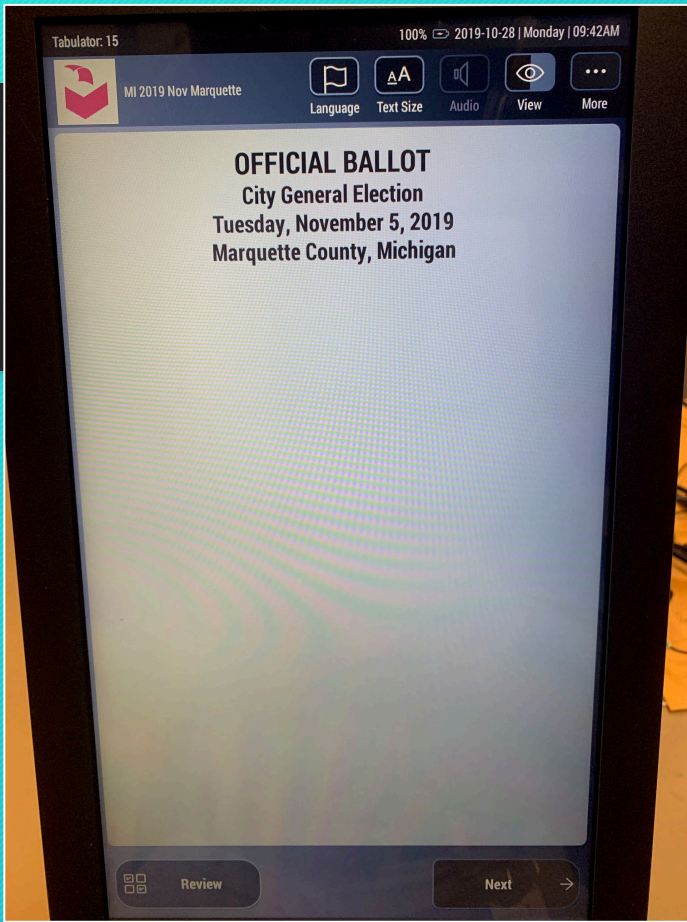 Tabulator: 15
100% 2019-10-28 | Monday | 09:42AM
MI 2019 Nov Marquette
Language
AA
Text Size
Audio
View
More
OFFICIAL BALLOT
City General Election
Tuesday, November 5, 2019
Marquette County, Michigan
Review
Next